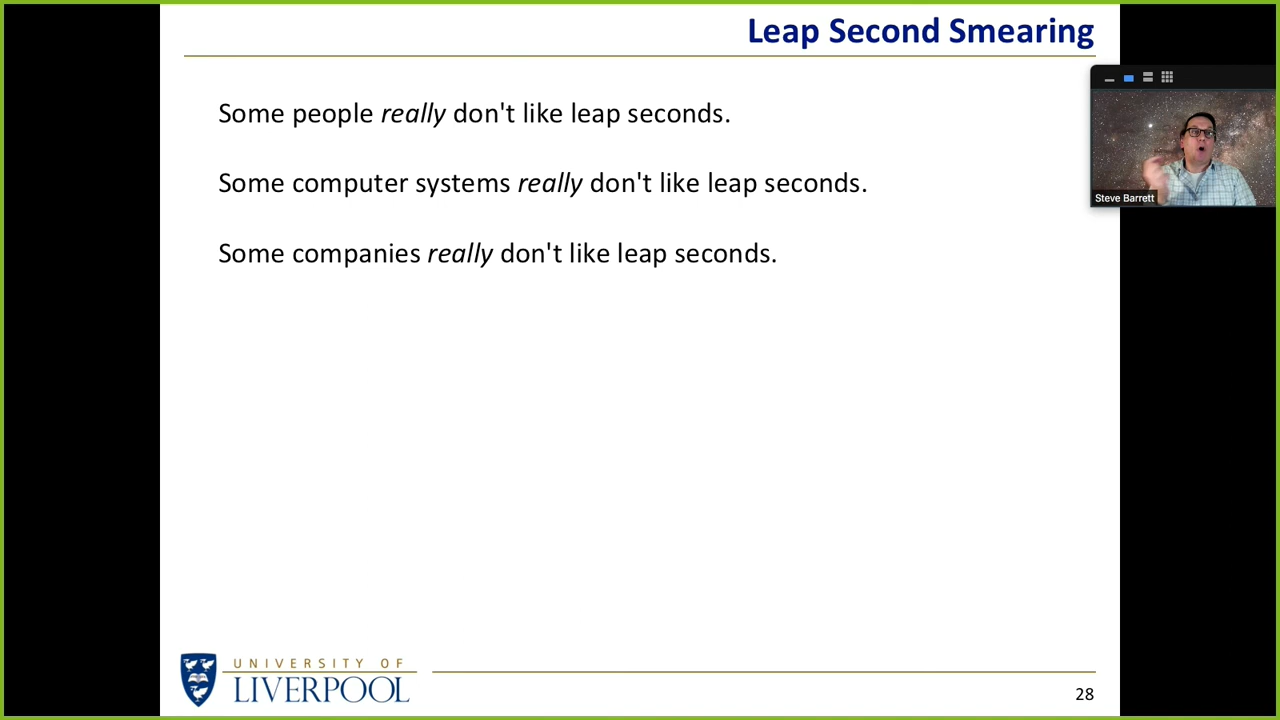 Leap Second Smearing
Some people really don't like leap seconds.
Some computer systems really don't like leap seconds.
Some companies really don't like leap seconds.
Steve Barrett
UNIVERSITY OF
LIVERPOOL
28